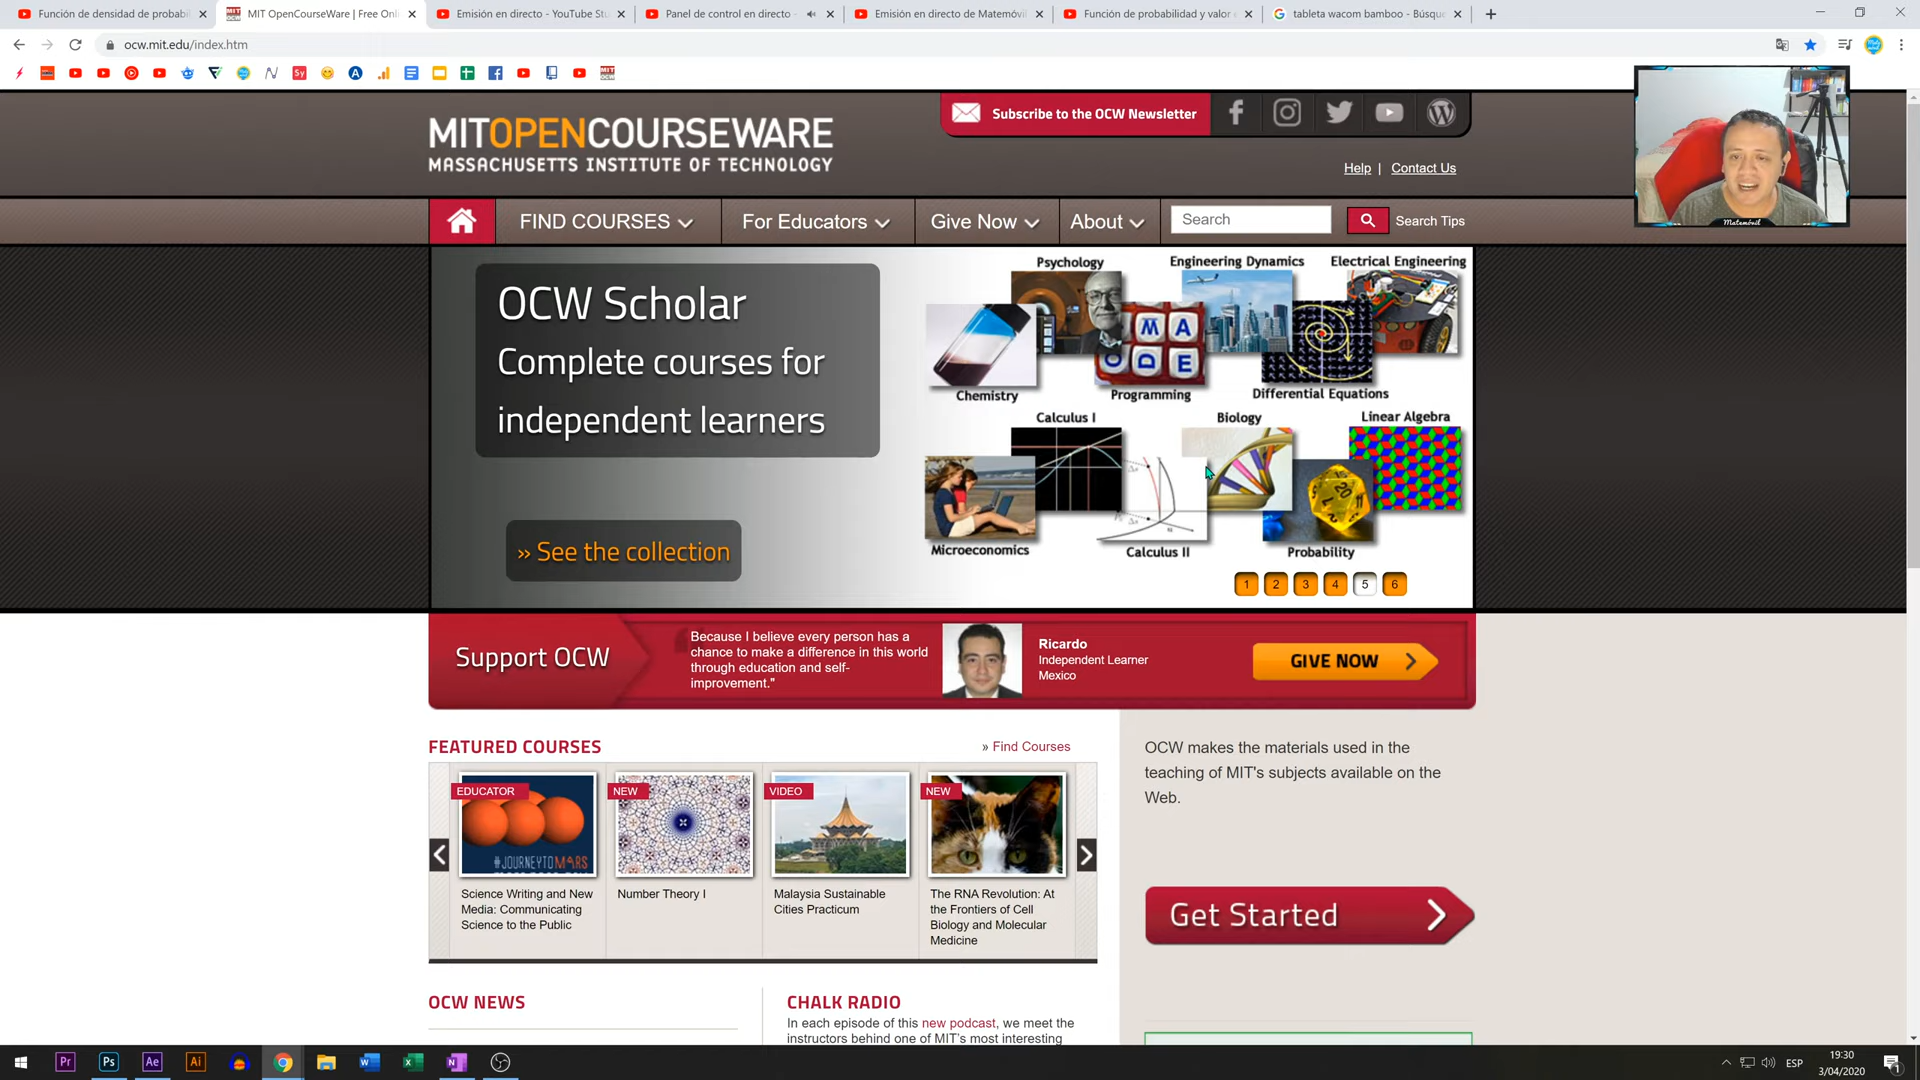 Función de densidad de probabil
MIT OpenCourseWare | Free Onli
Emisión en directo - YouTube Stu
Panel de control en directo -
Emisión en directo de Matemóvi
Función de probabilidad y valor e
tableta wacom bamboo - Búsque
ocw.mit.edu/index.htm
MITOPENCOURSEWARE
MASSACHUSETTS INSTITUTE OF TECHNOLOGY
Subscribe to the OCW Newsletter
Help | Contact Us
FIND COURSES
For Educators
Give Now
About
Search
Search Tips
Matemóvil
OCW Scholar
Complete courses for
independent learners
» See the collection
Psychology
Engineering Dynamics
Electrical Engineering
Chemistry
Programming
Differential Equations
Calculus I
Biology
Linear Algebra
Microeconomics
Calculus II
Probability
1 2 3 4 5 6
Support OCW
Because I believe every person has a
chance to make a difference in this world
through education and self-
improvement."
Ricardo
Independent Learner
Mexico
GIVE NOW
FEATURED COURSES
» Find Courses
EDUCATOR
#JOURNEYTOMARS
Science Writing and New
Media: Communicating
Science to the Public
NEW
Number Theory I
VIDEO
Malaysia Sustainable
Cities Practicum
NEW
The RNA Revolution: At
the Frontiers of Cell
Biology and Molecular
Medicine
OCW makes the materials used in the
teaching of MIT's subjects available on the
Web.
Get Started
OCW NEWS
CHALK RADIO
In each episode of this new podcast, we meet the
instructors behind one of MIT's most interesting
Pr
Ps
Ae
Ai
ESP
19:30
3/04/2020